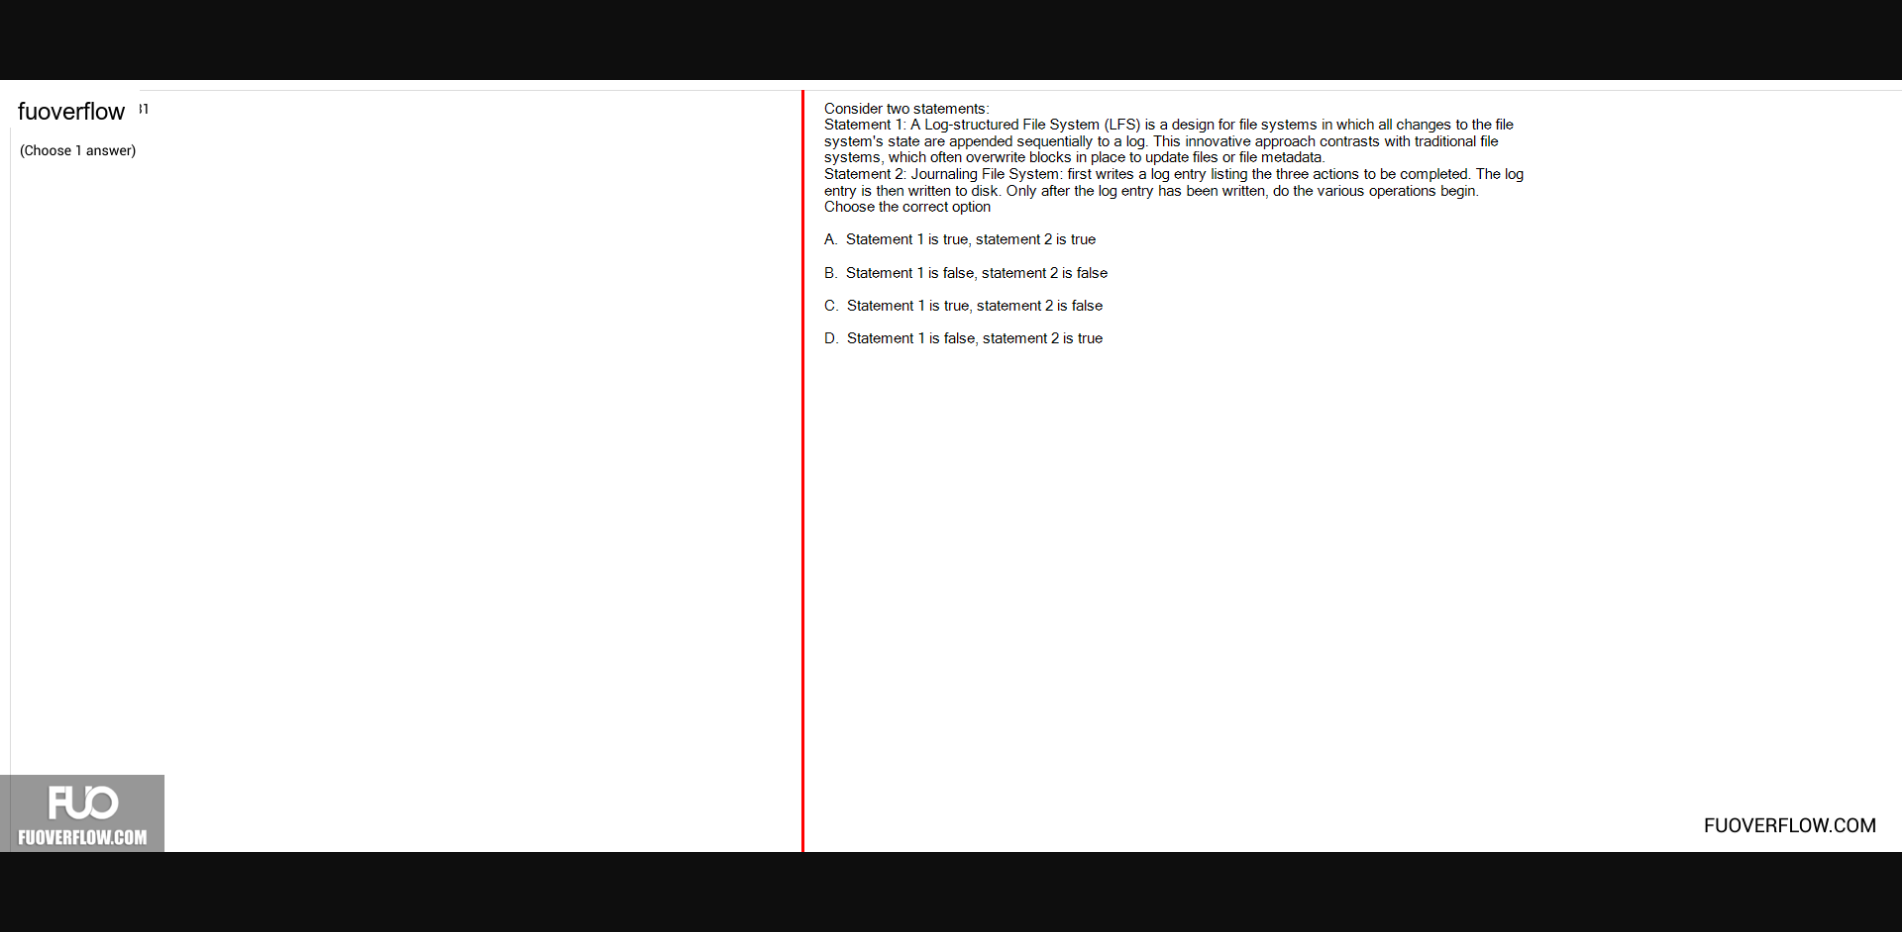 fuoverflow 31
(Choose 1 answer)
Consider two statements:
Statement 1: A Log-structured File System (LFS) is a design for file systems in which all changes to the file
system's state are appended sequentially to a log. This innovative approach contrasts with traditional file
systems, which often overwrite blocks in place to update files or file metadata.
Statement 2: Journaling File System: first writes a log entry listing the three actions to be completed. The log
entry is then written to disk. Only after the log entry has been written, do the various operations begin.
Choose the correct option
A. Statement 1 is true, statement 2 is true
B. Statement 1 is false, statement 2 is false
C. Statement 1 is true, statement 2 is false
D. Statement 1 is false, statement 2 is true
FUO
FUOVERFLOW.COM
FUOVERFLOW.COM